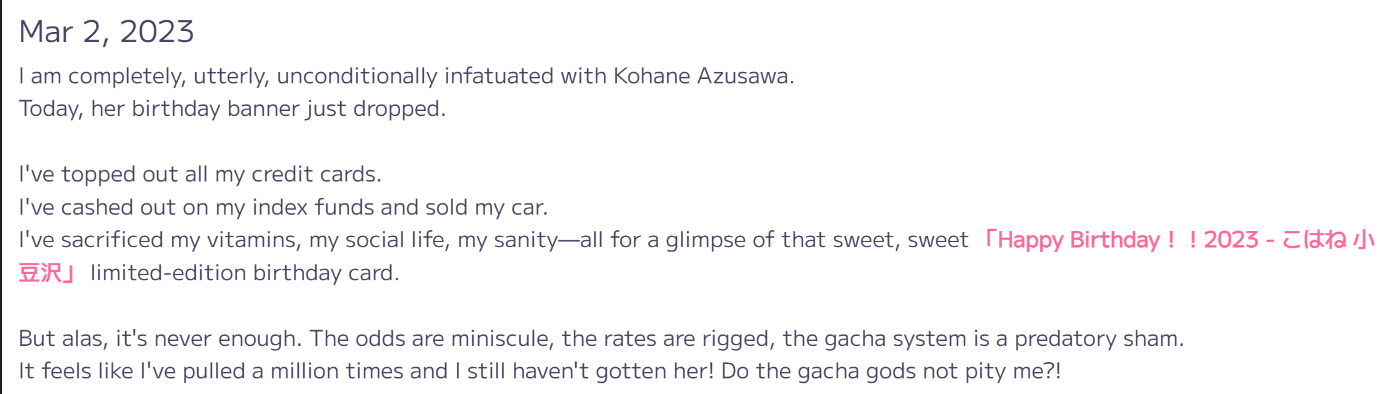 Mar 2, 2023
I am completely, utterly, unconditionally infatuated with Kohane Azusawa.
Today, her birthday banner just dropped.
I've topped out all my credit cards.
I've cashed out on my index funds and sold my car.
I've sacrificed my vitamins, my social life, my sanity—all for a glimpse of that sweet, sweet 「Happy Birthday！！2023 - こはね 小
豆沢」 limited-edition birthday card.
But alas, it's never enough. The odds are miniscule, the rates are rigged, the gacha system is a predatory sham.
It feels like I've pulled a million times and I still haven't gotten her! Do the gacha gods not pity me?!